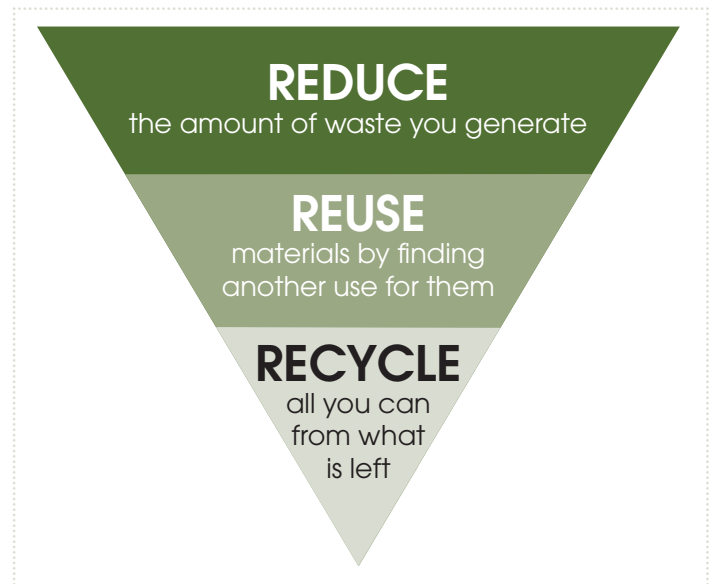 REDUCE
the amount of waste you generate
REUSE
materials by finding
another use for them
RECYCLE
all you can
from what
is left